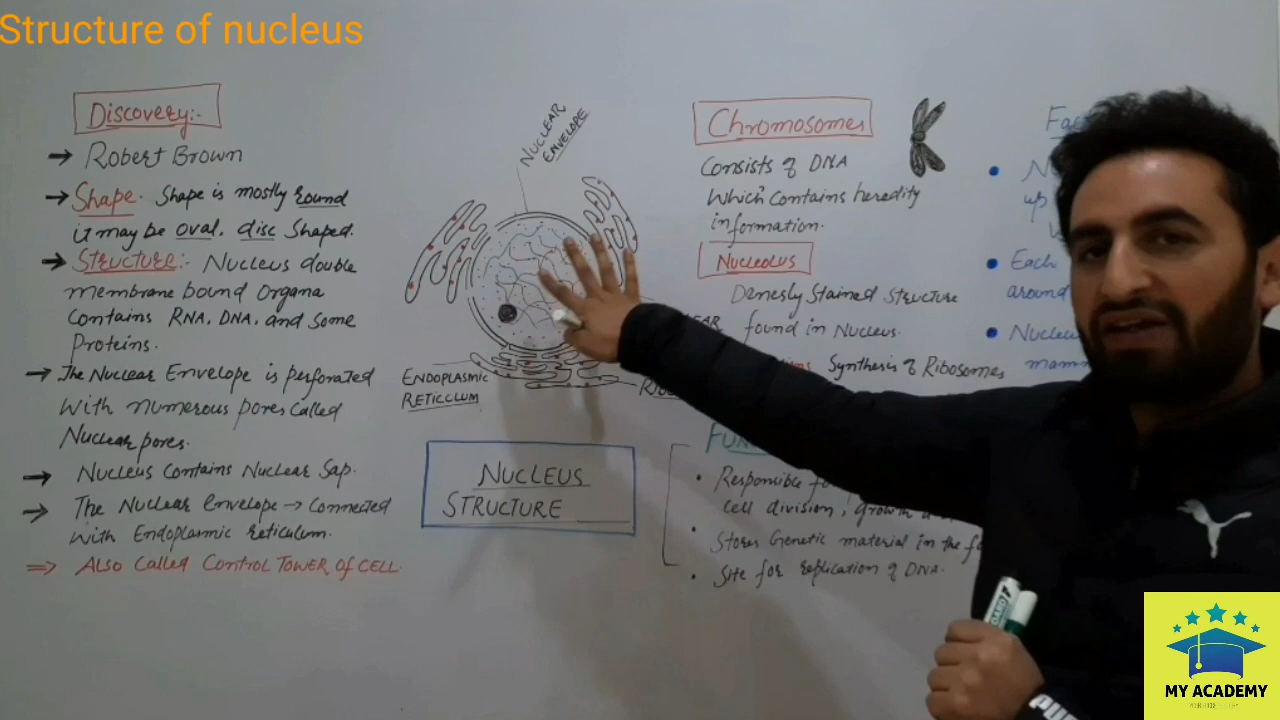 Structure of nucleus
Discovery:-
→ Robert Brown
→ Shape. Shape is mostly round
it may be oval, disc Shaped.
→ Structure:- Nucleus double
membrane bound Organa
Contains RNA, DNA, and Some
Proteins.
→ The Nuclear Envelope is perforated
With numerous pores Called
Nuclear pores.
→ Nucleus Contains Nuclear Sap.
→ The Nuclear Envelope → Connected
With Endoplasmic reticulum.
⇒ Also Called Control Tower of CELL.
NUCLEAR
ENVELOPE
ENDOPLASMIC
RETICULUM
NUCLEUS
STRUCTURE
Chromosomes
Consists of DNA
Which contains heredity
information.
Nucleolus
Denesly Stained Structure
found in Nucleus.
Synthesis of Ribosomes
• Responsible
cell division, growth
• Stores Genetic material in the
• Site for replication of DNA.
up
• Each
around
• Nucleu
mam
MY ACADEMY